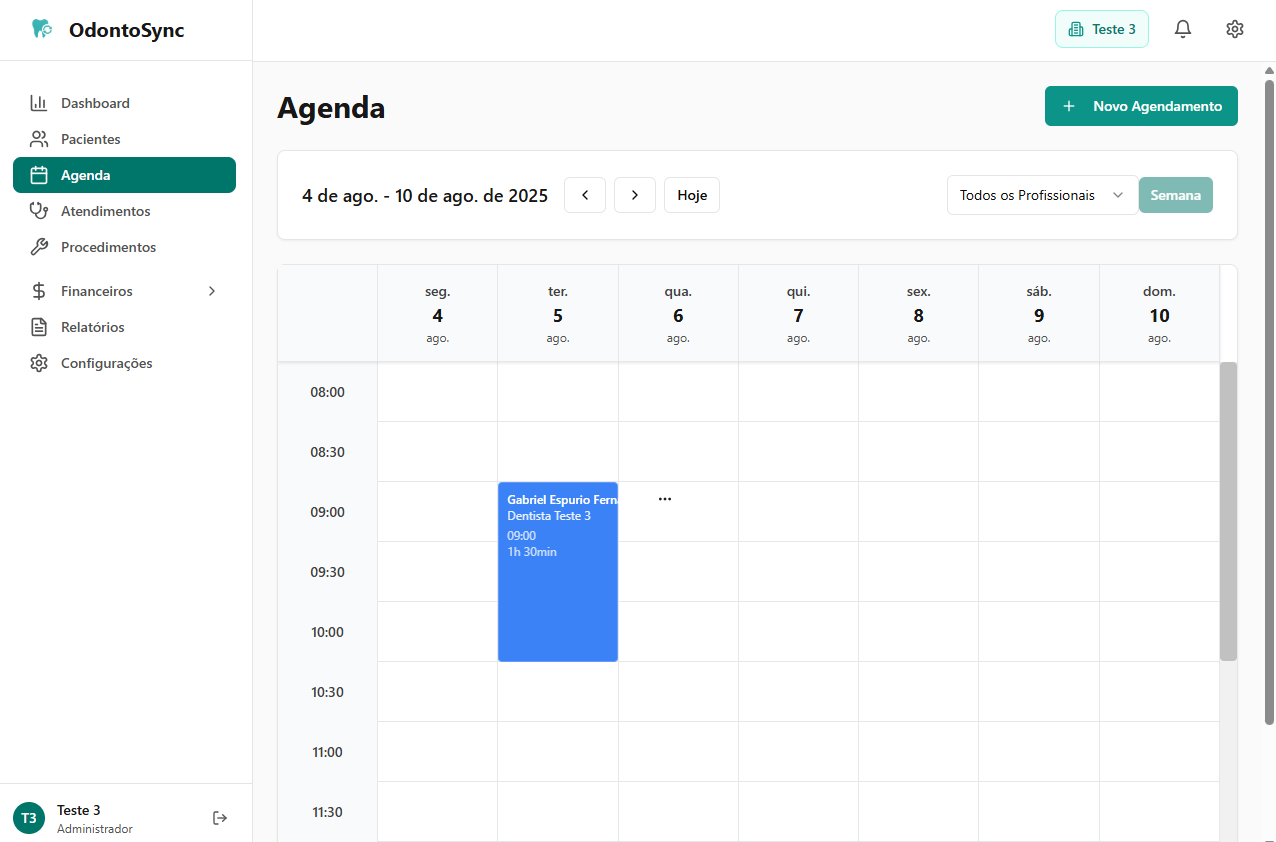 OdontoSync
Teste 3
Dashboard
Pacientes
Agenda
Atendimentos
Procedimentos
Financeiros
Relatórios
Configurações
T3
Teste 3
Administrador
Agenda
Novo Agendamento
4 de ago. - 10 de ago. de 2025
Hoje
Todos os Profissionais
Semana
seg. 4 ago.
ter. 5 ago.
qua. 6 ago.
qui. 7 ago.
sex. 8 ago.
sáb. 9 ago.
dom. 10 ago.
08:00
08:30
09:00
Gabriel Espurio Fern
Dentista Teste 3
09:00
1h 30min
...
09:30
10:00
10:30
11:00
11:30